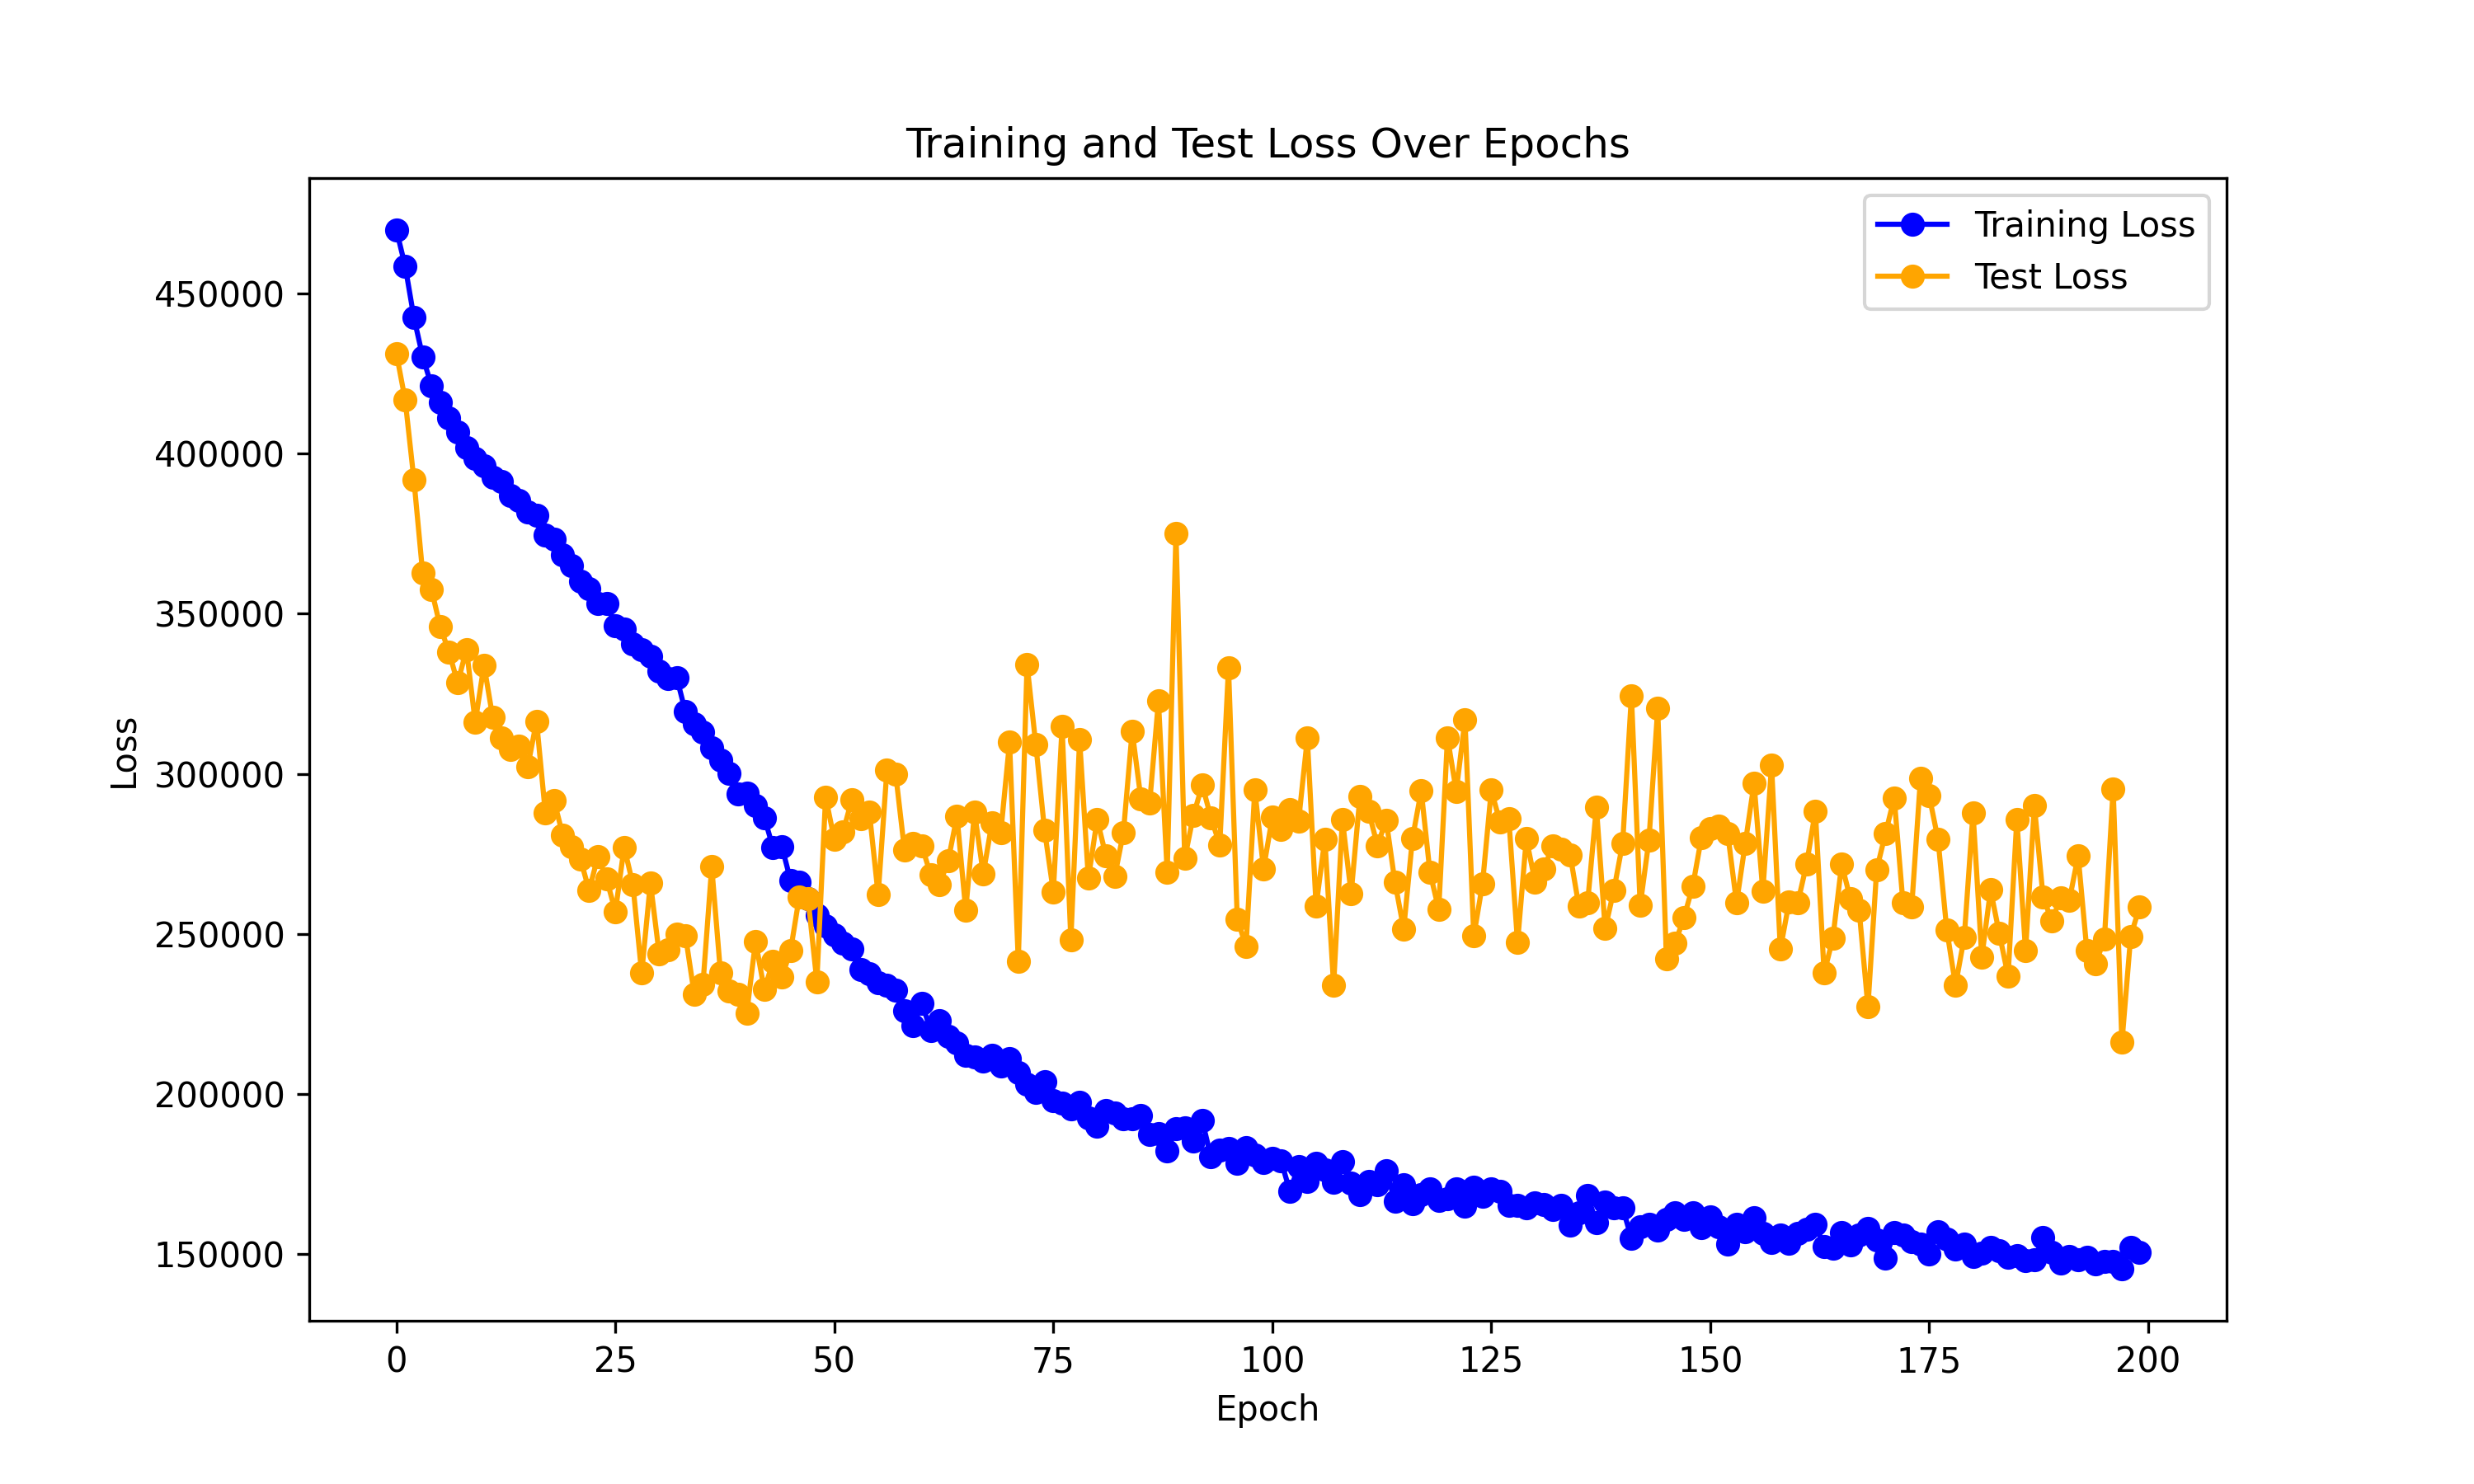 Training and Test Loss Over Epochs
Training Loss
Test Loss
450000
400000
350000
300000
250000
200000
150000
Loss
0 25 50 75 100 125 150 175 200
Epoch